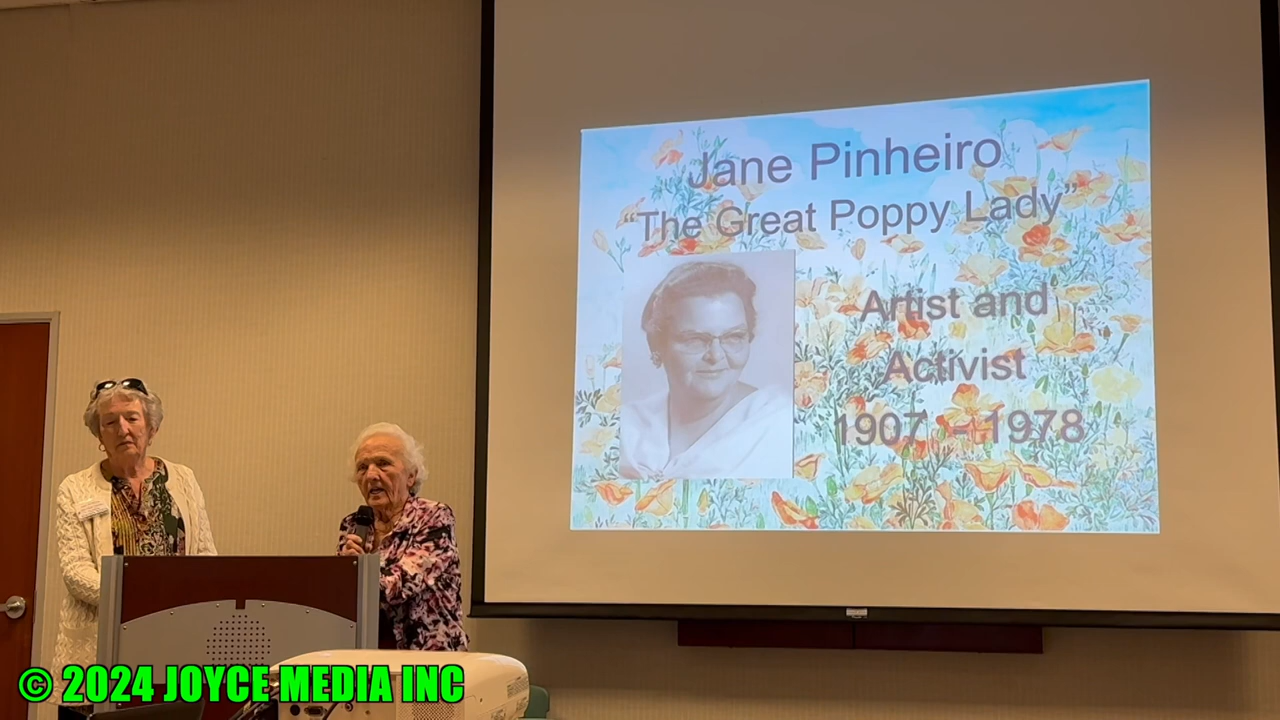 Jane Pinheiro
“The Great Poppy Lady”
Artist and
Activist
1907 - 1978
© 2024 JOYCE MEDIA INC